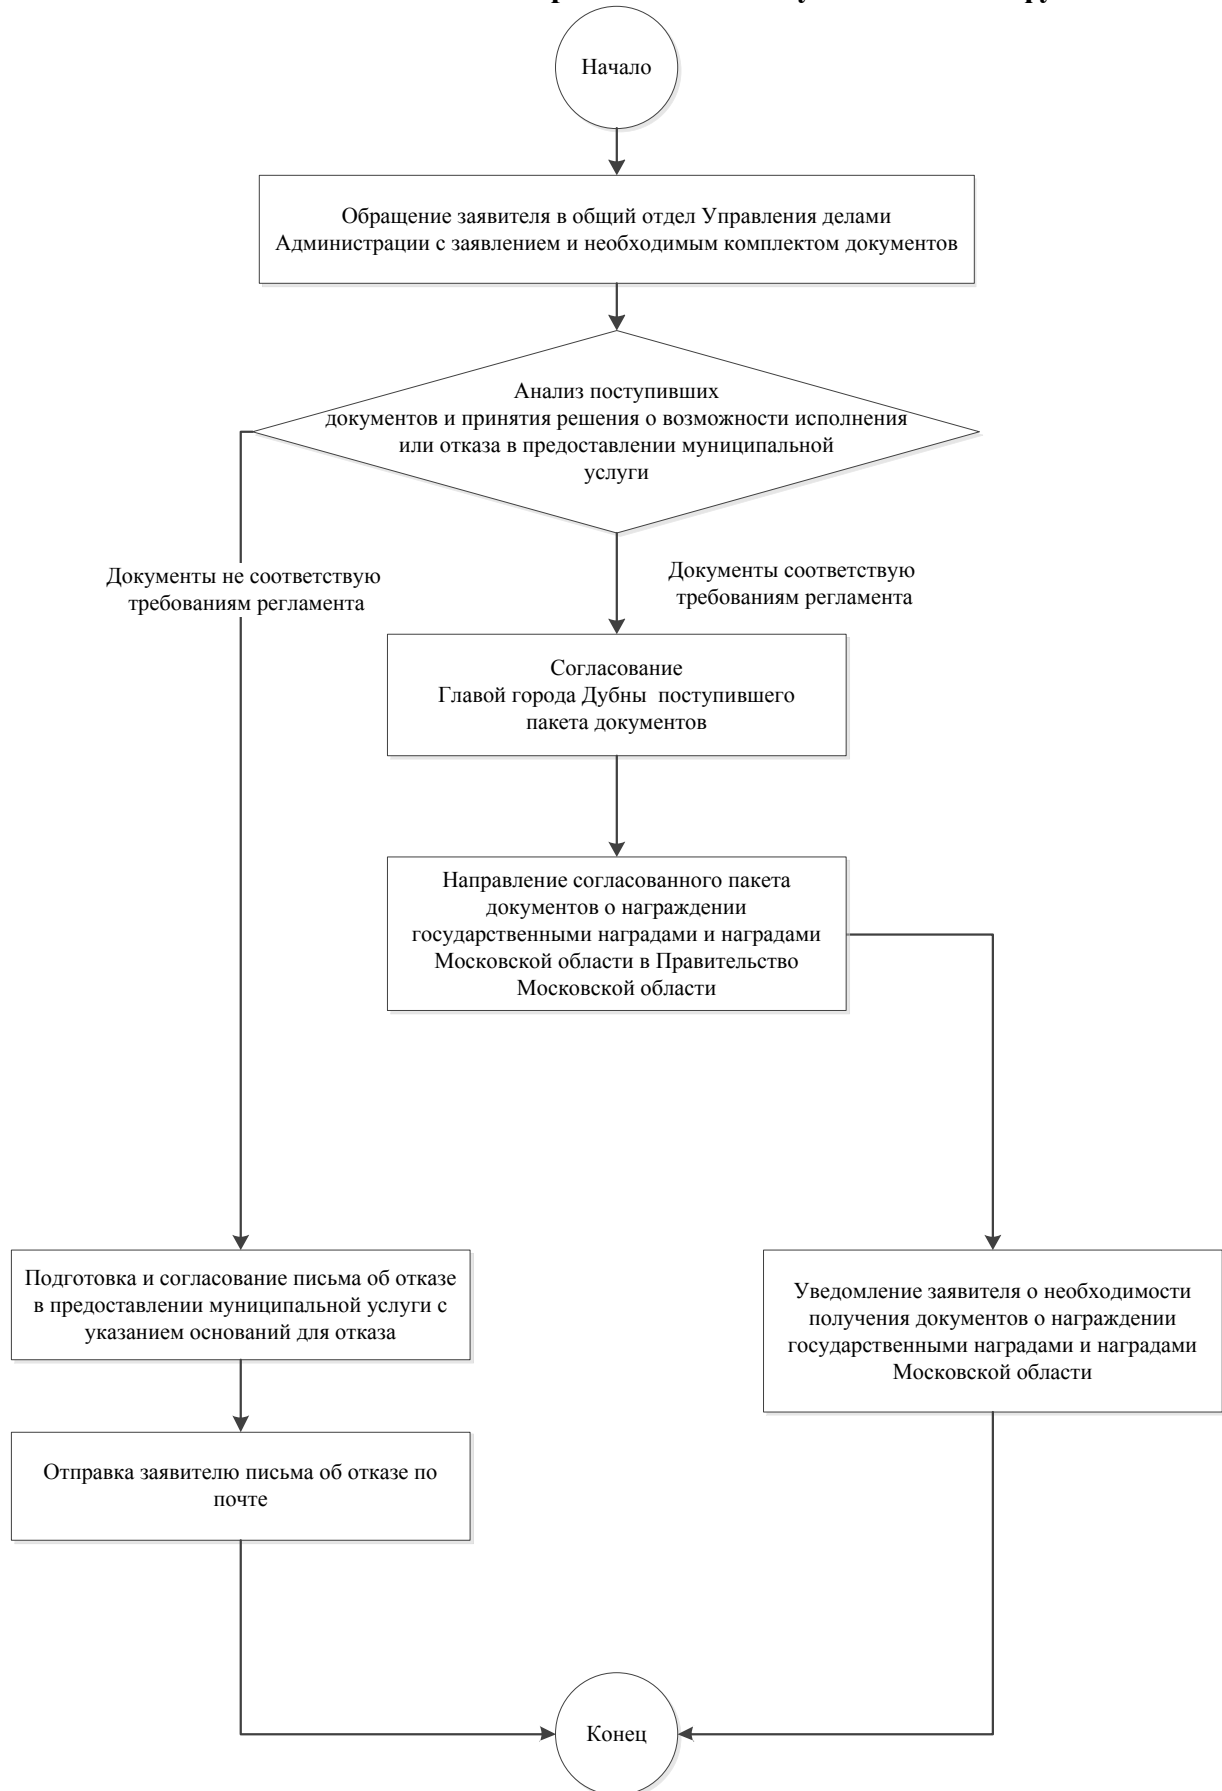 Начало
Обращение заявителя в общий отдел Управления делами
Администрации с заявлением и необходимым комплектом документов
Анализ поступивших
документов и принятия решения о возможности исполнения
или отказа в предоставлении муниципальной
услуги
Документы не соответствую
требованиям регламента
Документы соответствую
требованиям регламента
Согласование
Главой города Дубны поступившего
пакета документов
Направление согласованного пакета
документов о награждении
государственными наградами и наградами
Московской области в Правительство
Московской области
Подготовка и согласование письма об отказе
в предоставлении муниципальной услуги с
указанием оснований для отказа
Уведомление заявителя о необходимости
получения документов о награждении
государственными наградами и наградами
Московской области
Отправка заявителю письма об отказе по
почте
Конец